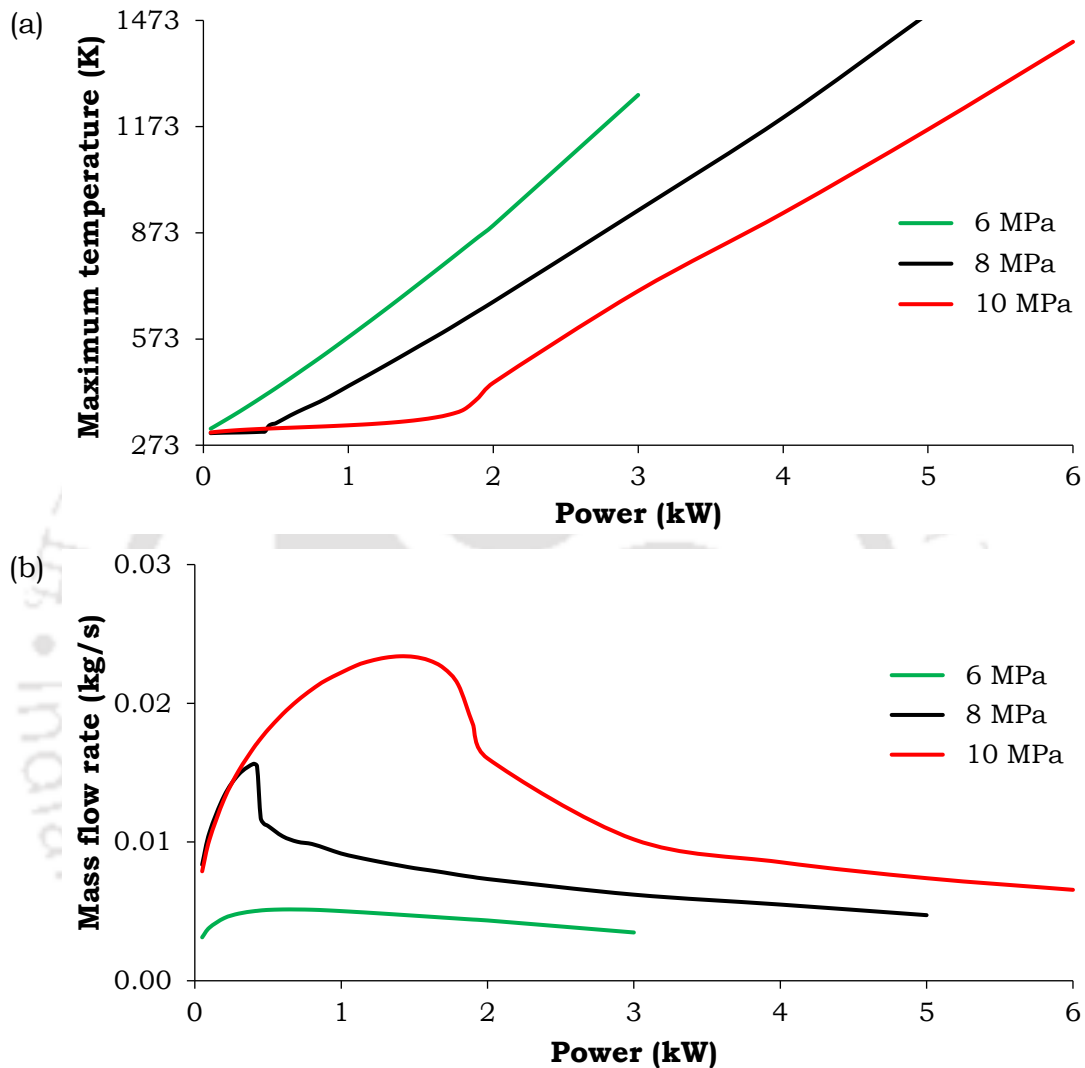 (a)
Maximum temperature (K)
1473
1173
873
573
273
6 MPa
8 MPa
10 MPa
0 1 2 3 4 5 6
Power (kW)
(b)
Mass flow rate (kg/s)
0.03
0.02
0.01
0.00
6 MPa
8 MPa
10 MPa
0 1 2 3 4 5 6
Power (kW)